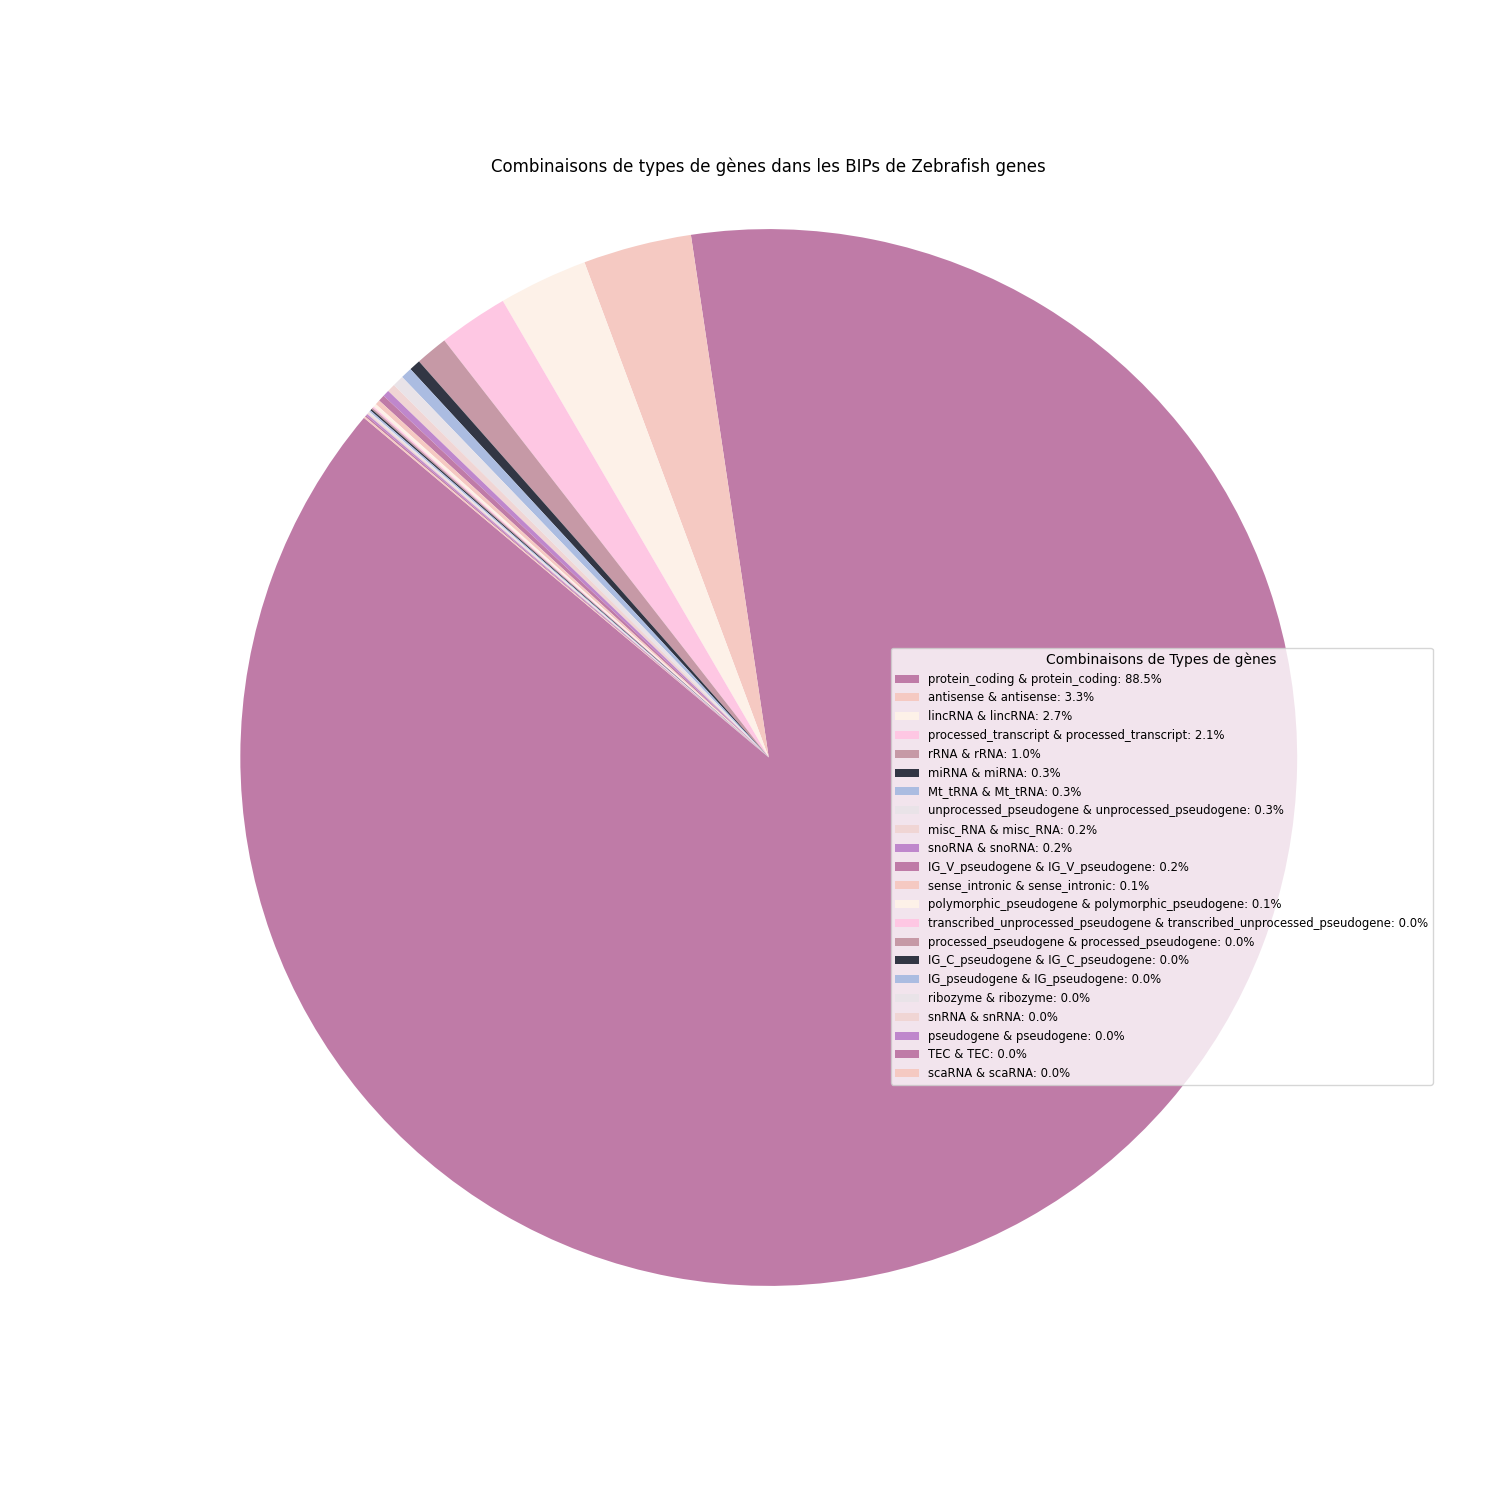 Combinaisons de types de gènes dans les BIPs de Zebrafish genes
Combinaisons de Types de gènes
protein_coding & protein_coding: 88.5%
antisense & antisense: 3.3%
lincRNA & lincRNA: 2.7%
processed_transcript & processed_transcript: 2.1%
rRNA & rRNA: 1.0%
miRNA & miRNA: 0.3%
Mt_tRNA & Mt_tRNA: 0.3%
unprocessed_pseudogene & unprocessed_pseudogene: 0.3%
misc_RNA & misc_RNA: 0.2%
snoRNA & snoRNA: 0.2%
IG_V_pseudogene & IG_V_pseudogene: 0.2%
sense_intronic & sense_intronic: 0.1%
polymorphic_pseudogene & polymorphic_pseudogene: 0.1%
transcribed_unprocessed_pseudogene & transcribed_unprocessed_pseudogene: 0.0%
processed_pseudogene & processed_pseudogene: 0.0%
IG_C_pseudogene & IG_C_pseudogene: 0.0%
IG_pseudogene & IG_pseudogene: 0.0%
ribozyme & ribozyme: 0.0%
snRNA & snRNA: 0.0%
pseudogene & pseudogene: 0.0%
TEC & TEC: 0.0%
scaRNA & scaRNA: 0.0%